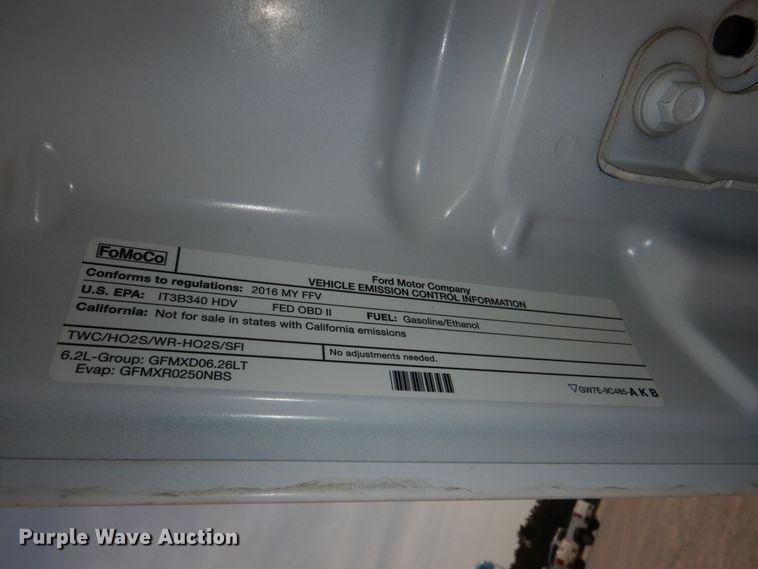 FoMoCo
Ford Motor Company
VEHICLE EMISSION CONTROL INFORMATION
Conforms to regulations: 2016 MY FFV
U.S. EPA: IT3B340 HDV FED OBD II FUEL: Gasoline/Ethanol
California: Not for sale in states with California emissions
TWC/HO2S/WR-HO2S/SFI No adjustments needed.
6.2L-Group: GFMXD06.26LT
Evap: GFMXR0250NBS
GW7E-9C485-AKB
Purple Wave Auction